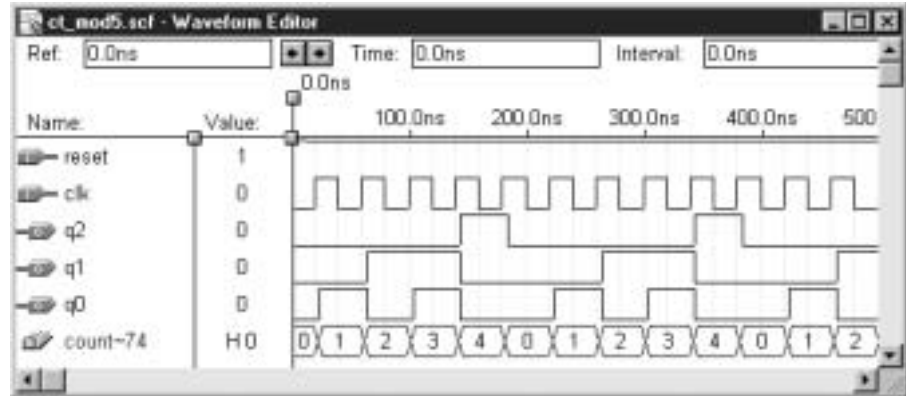 ct_mod5.scf - Waveform Editor
Ref: 0.0ns Time: 0.0ns Interval: 0.0ns
0.0ns
100.0ns 200.0ns 300.0ns 400.0ns 500
Name: Value:
reset 1
clk 0
q2 0
q1 0
q0 0
count~74 H0 0 1 2 3 4 0 1 2 3 4 0 1 2